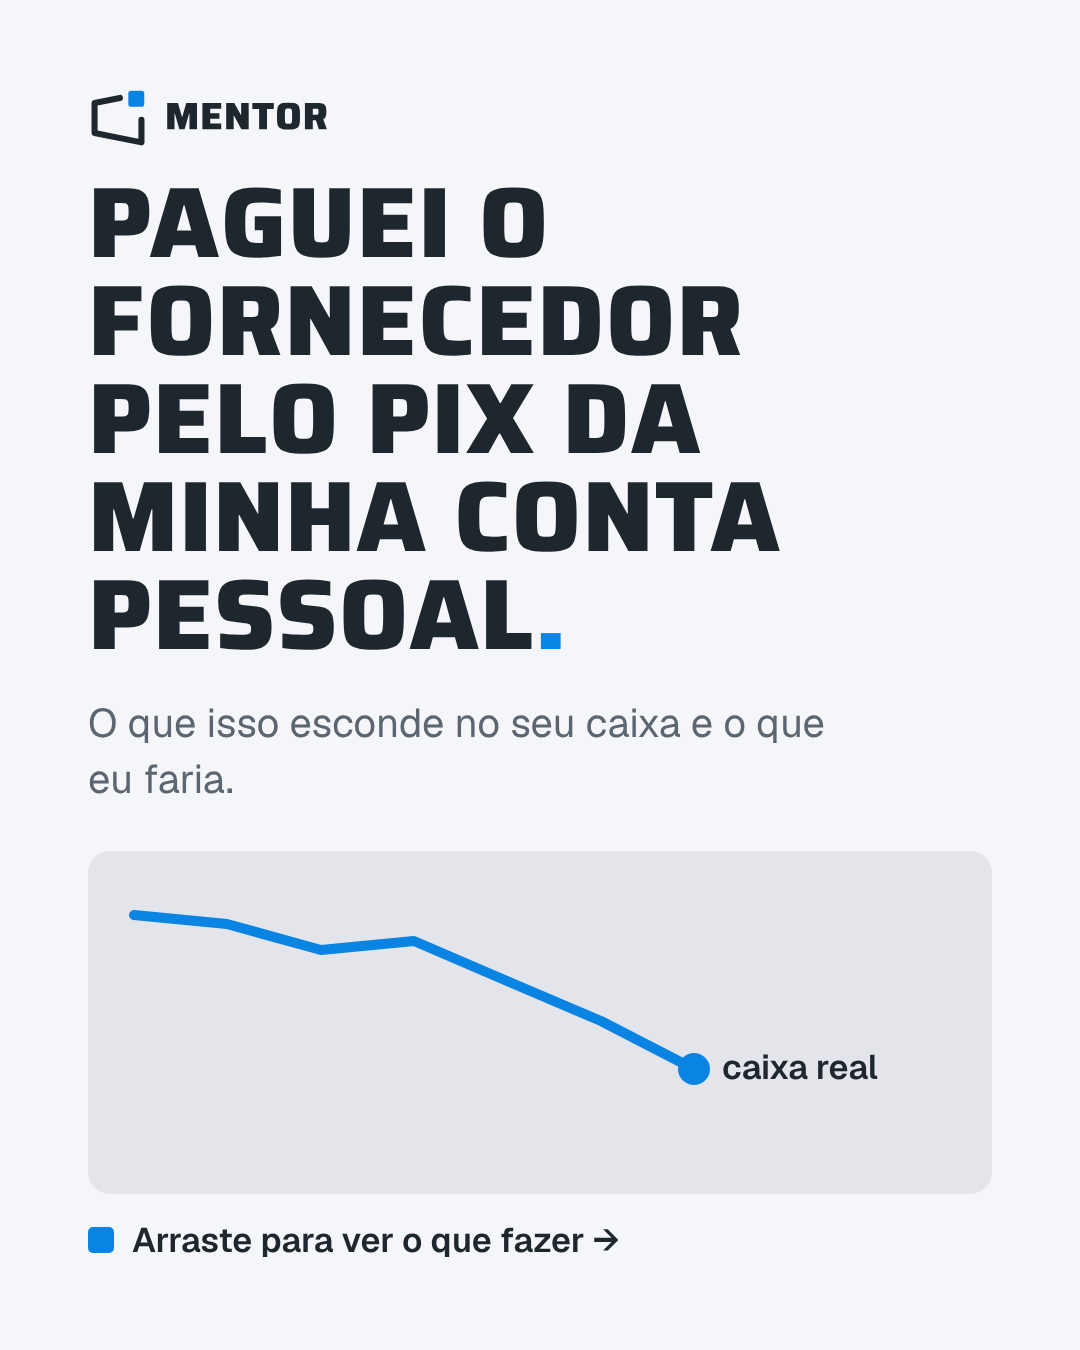 MENTOR
PAGUEI O
FORNECEDOR
PELO PIX DA
MINHA CONTA
PESSOAL.
O que isso esconde no seu caixa e o que
eu faria.
caixa real
Arraste para ver o que fazer →